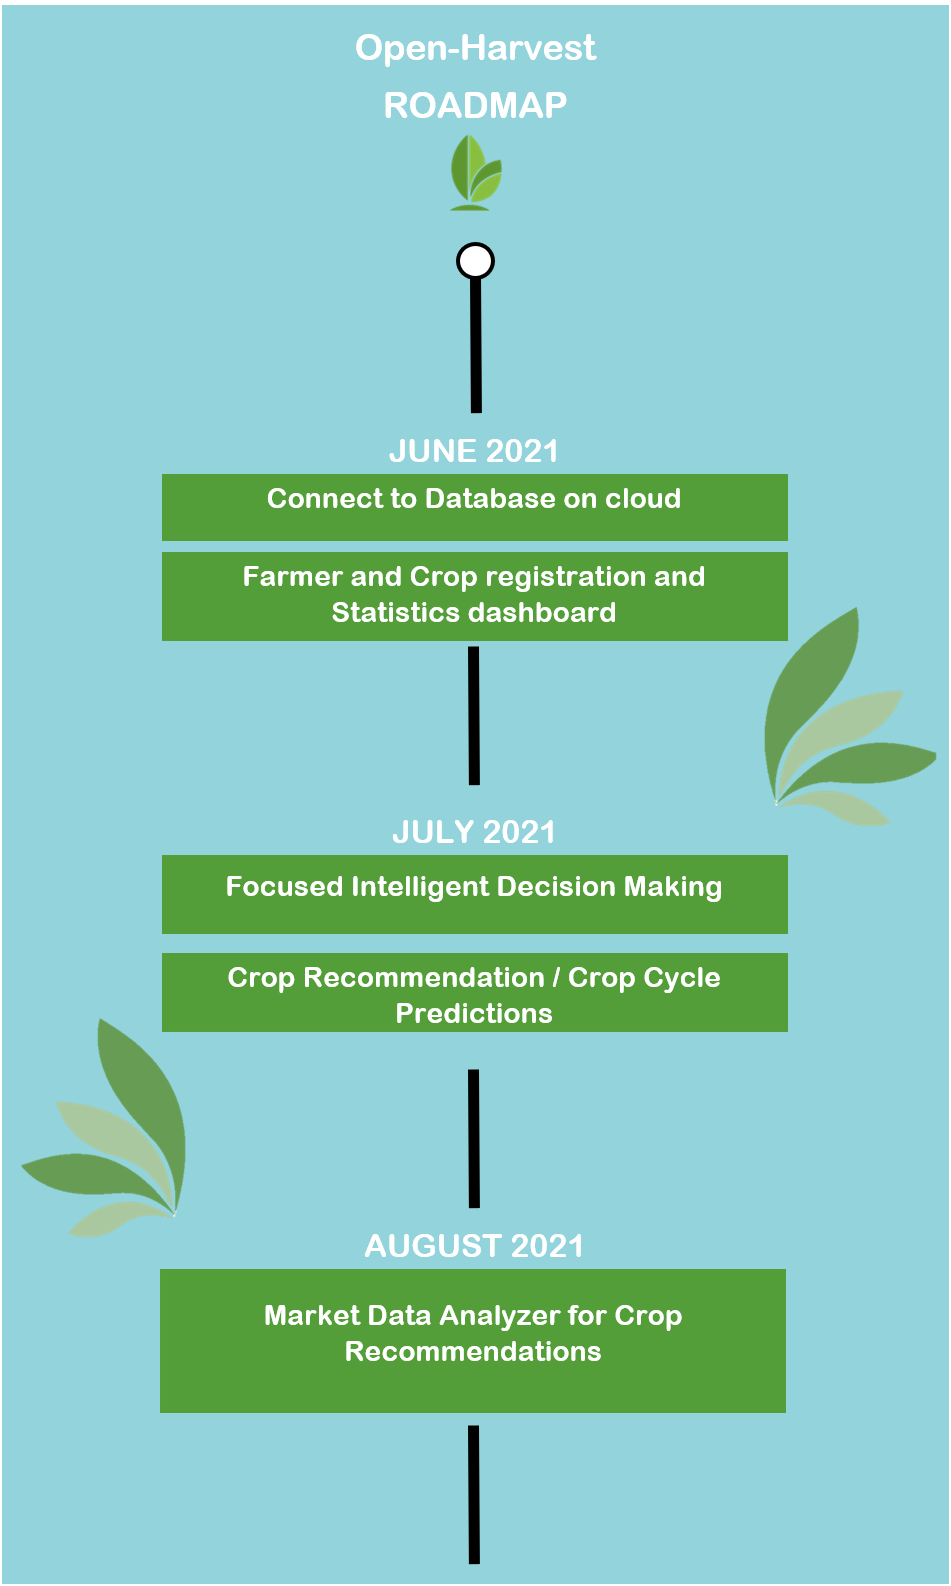 Open-Harvest
ROADMAP
JUNE 2021
Connect to Database on cloud
Farmer and Crop registration and
Statistics dashboard
JULY 2021
Focused Intelligent Decision Making
Crop Recommendation / Crop Cycle
Predictions
AUGUST 2021
Market Data Analyzer for Crop
Recommendations